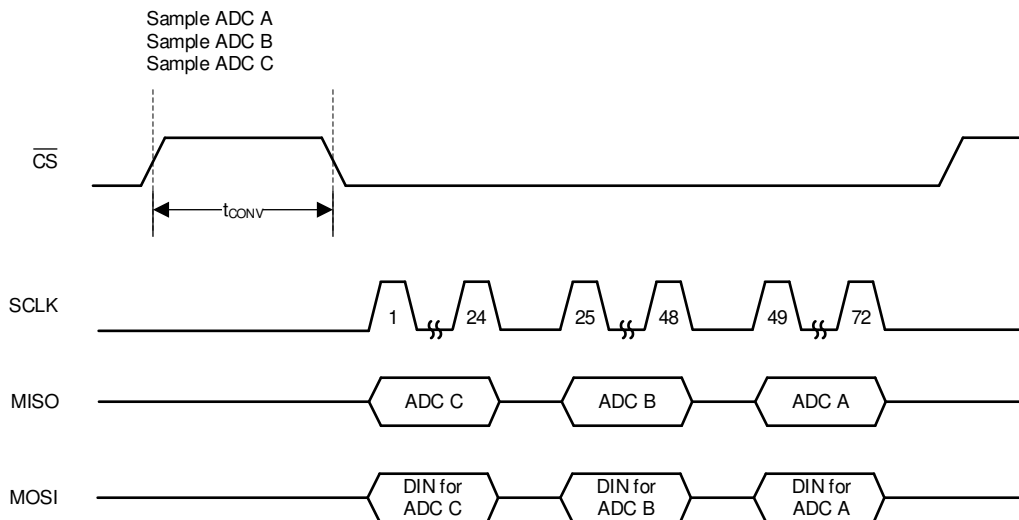 Sample ADC A
Sample ADC B
Sample ADC C
CS
tCONV
SCLK
1
24
25
48
49
72
MISO
ADC C
ADC B
ADC A
MOSI
DIN for
ADC C
DIN for
ADC B
DIN for
ADC A